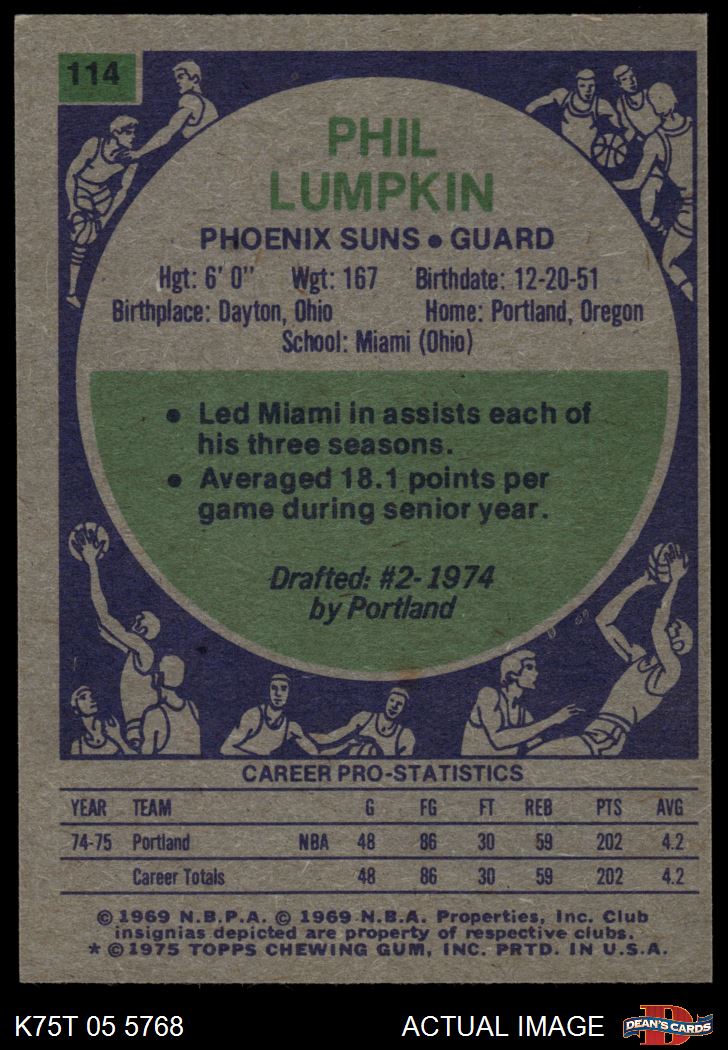 114
PHIL
LUMPKIN
PHOENIX SUNS ● GUARD
Hgt: 6' 0" Wgt: 167 Birthdate: 12-20-51
Birthplace: Dayton, Ohio Home: Portland, Oregon
School: Miami (Ohio)
● Led Miami in assists each of
his three seasons.
● Averaged 18.1 points per
game during senior year.
Drafted: #2-1974
by Portland
CAREER PRO-STATISTICS
YEAR TEAM G FG FT REB PTS AVG
74-75 Portland NBA 48 86 30 59 202 4.2
Career Totals 48 86 30 59 202 4.2
© 1969 N.B.P.A. © 1969 N.B.A. Properties, Inc. Club
insignias depicted are property of respective clubs.
* © 1975 TOPPS CHEWING GUM, INC. PRTD. IN U.S.A.
K75T 05 5768 ACTUAL IMAGE
D
DEAN'S CARDS